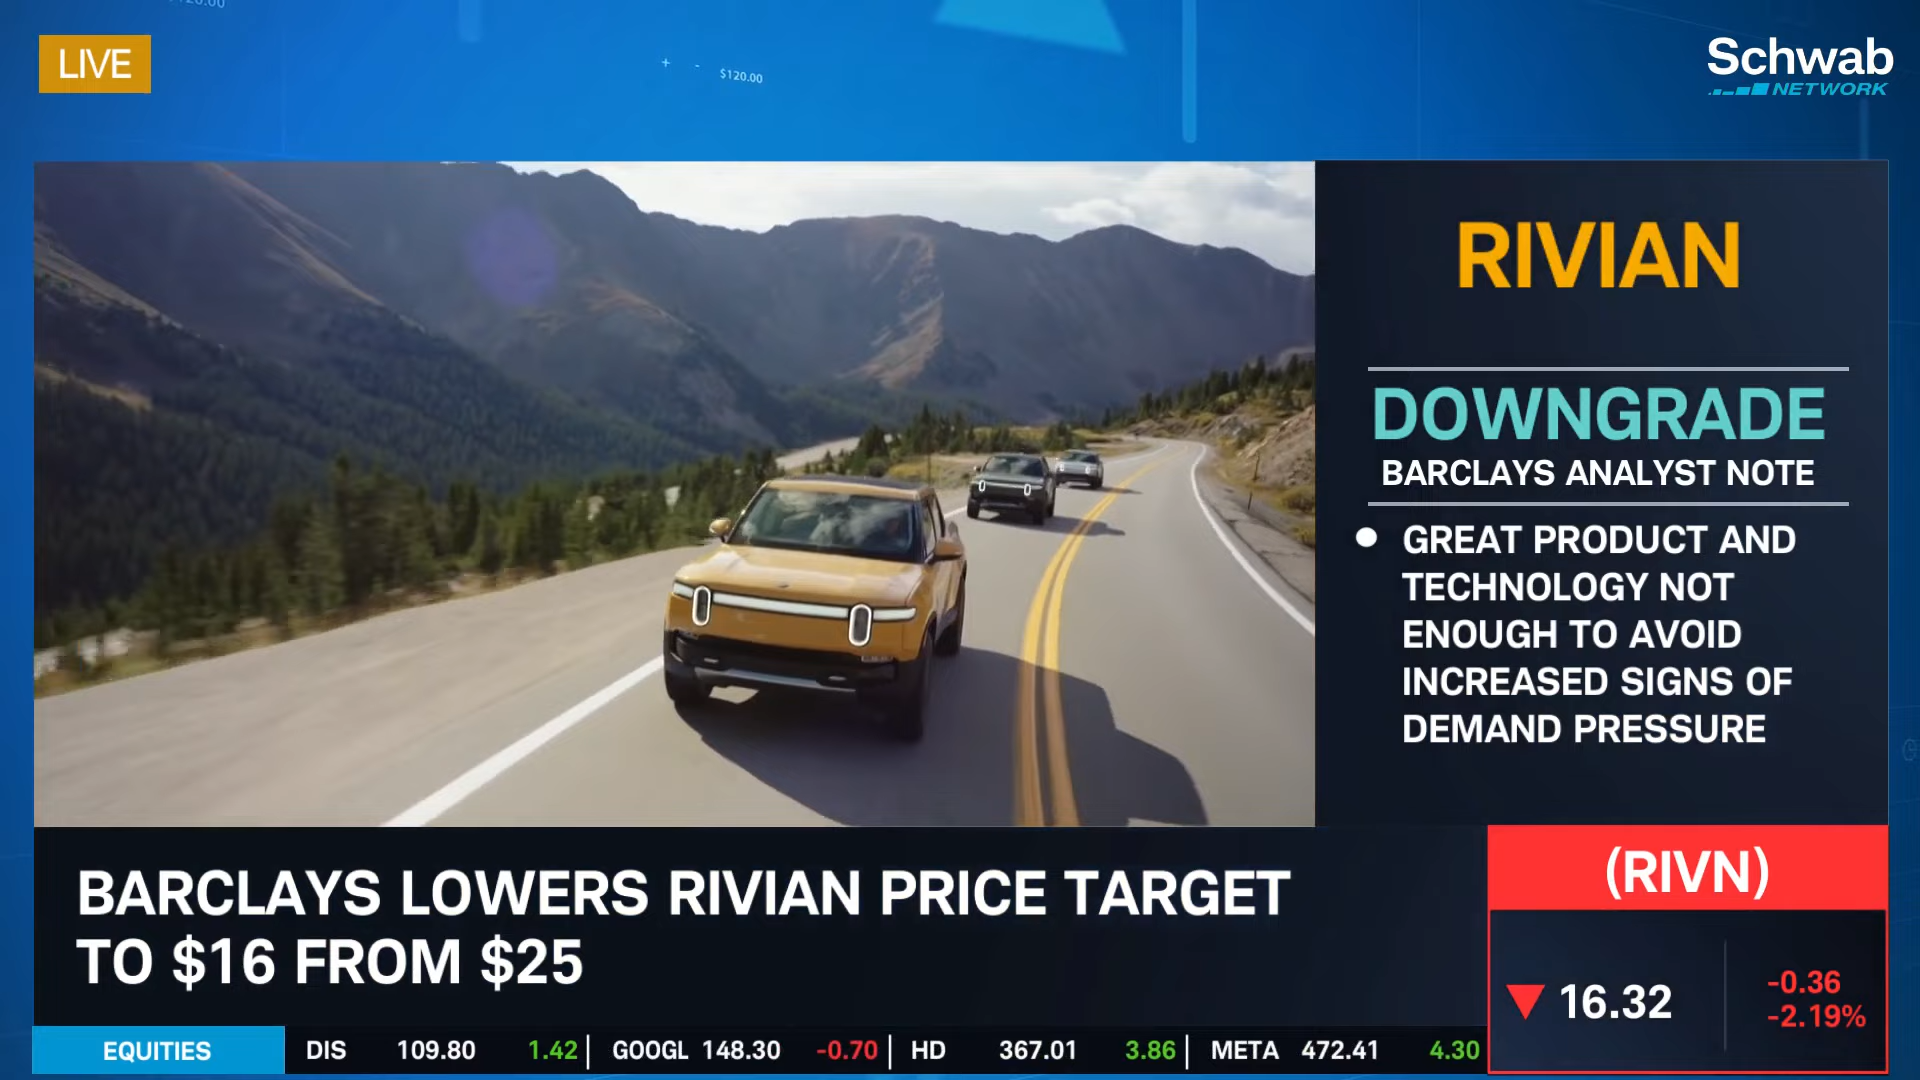 LIVE
+ - $120.00
Schwab
NETWORK
RIVIAN
DOWNGRADE
BARCLAYS ANALYST NOTE
GREAT PRODUCT AND
TECHNOLOGY NOT
ENOUGH TO AVOID
INCREASED SIGNS OF
DEMAND PRESSURE
BARCLAYS LOWERS RIVIAN PRICE TARGET
TO $16 FROM $25
(RIVN)
▼ 16.32
-0.36
-2.19%
EQUITIES DIS 109.80 1.42 | GOOGL 148.30 -0.70 | HD 367.01 3.86 | META 472.41 4.30